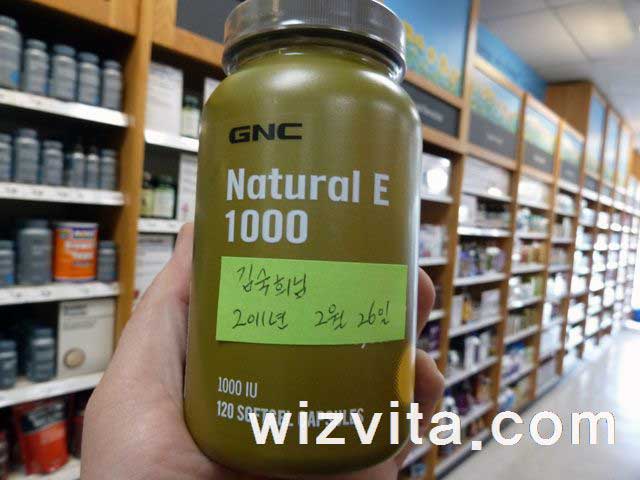 GNC
Natural E
1000
김숙희님
2011년 2월 26일
1000 IU
120 SOFTGEL CAPSULES
wizvita.com